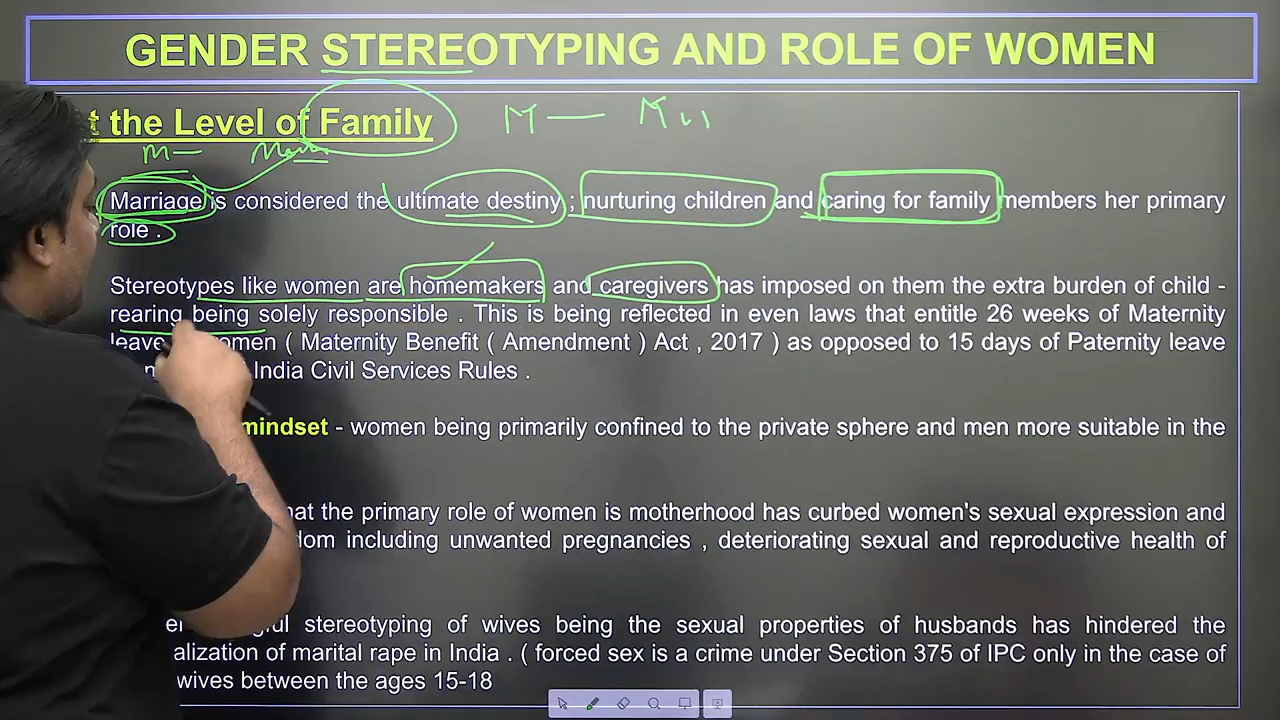 GENDER STEREOTYPING AND ROLE OF WOMEN
the Level of Family
M —
Marriage is considered the ultimate destiny ; nurturing children and caring for family members her primary
role .
Stereotypes like women are homemakers and caregivers has imposed on them the extra burden of child -
rearing being solely responsible . This is being reflected in even laws that entitle 26 weeks of Maternity
leave women ( Maternity Benefit ( Amendment ) Act , 2017 ) as opposed to 15 days of Paternity leave
India Civil Services Rules .
mindset - women being primarily confined to the private sphere and men more suitable in the
the primary role of women is motherhood has curbed women's sexual expression and
including unwanted pregnancies , deteriorating sexual and reproductive health of
stereotyping of wives being the sexual properties of husbands has hindered the
of marital rape in India . ( forced sex is a crime under Section 375 of IPC only in the case of
wives between the ages 15-18